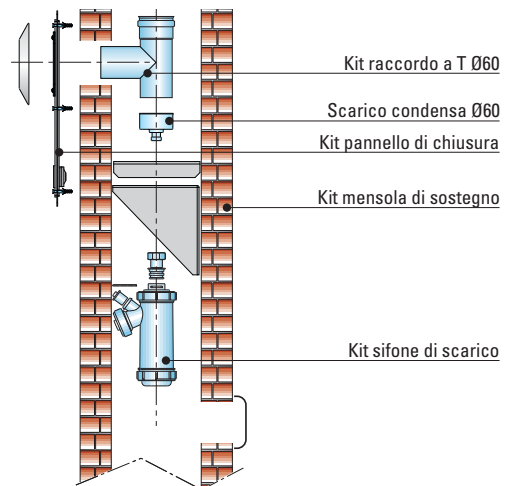 Kit raccordo a T Ø60
Scarico condensa Ø60
Kit pannello di chiusura
Kit mensola di sostegno
Kit sifone di scarico